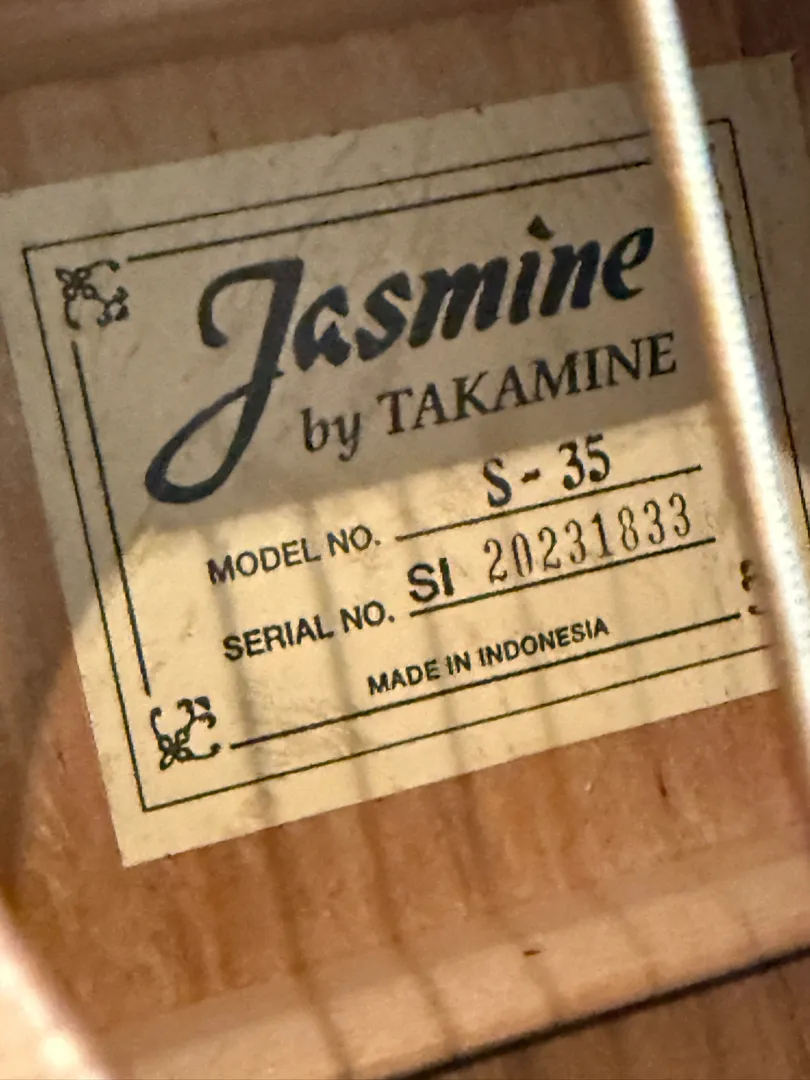 Jasmine
by TAKAMINE
MODEL NO. S-35
SERIAL NO. SI 20231833
MADE IN INDONESIA